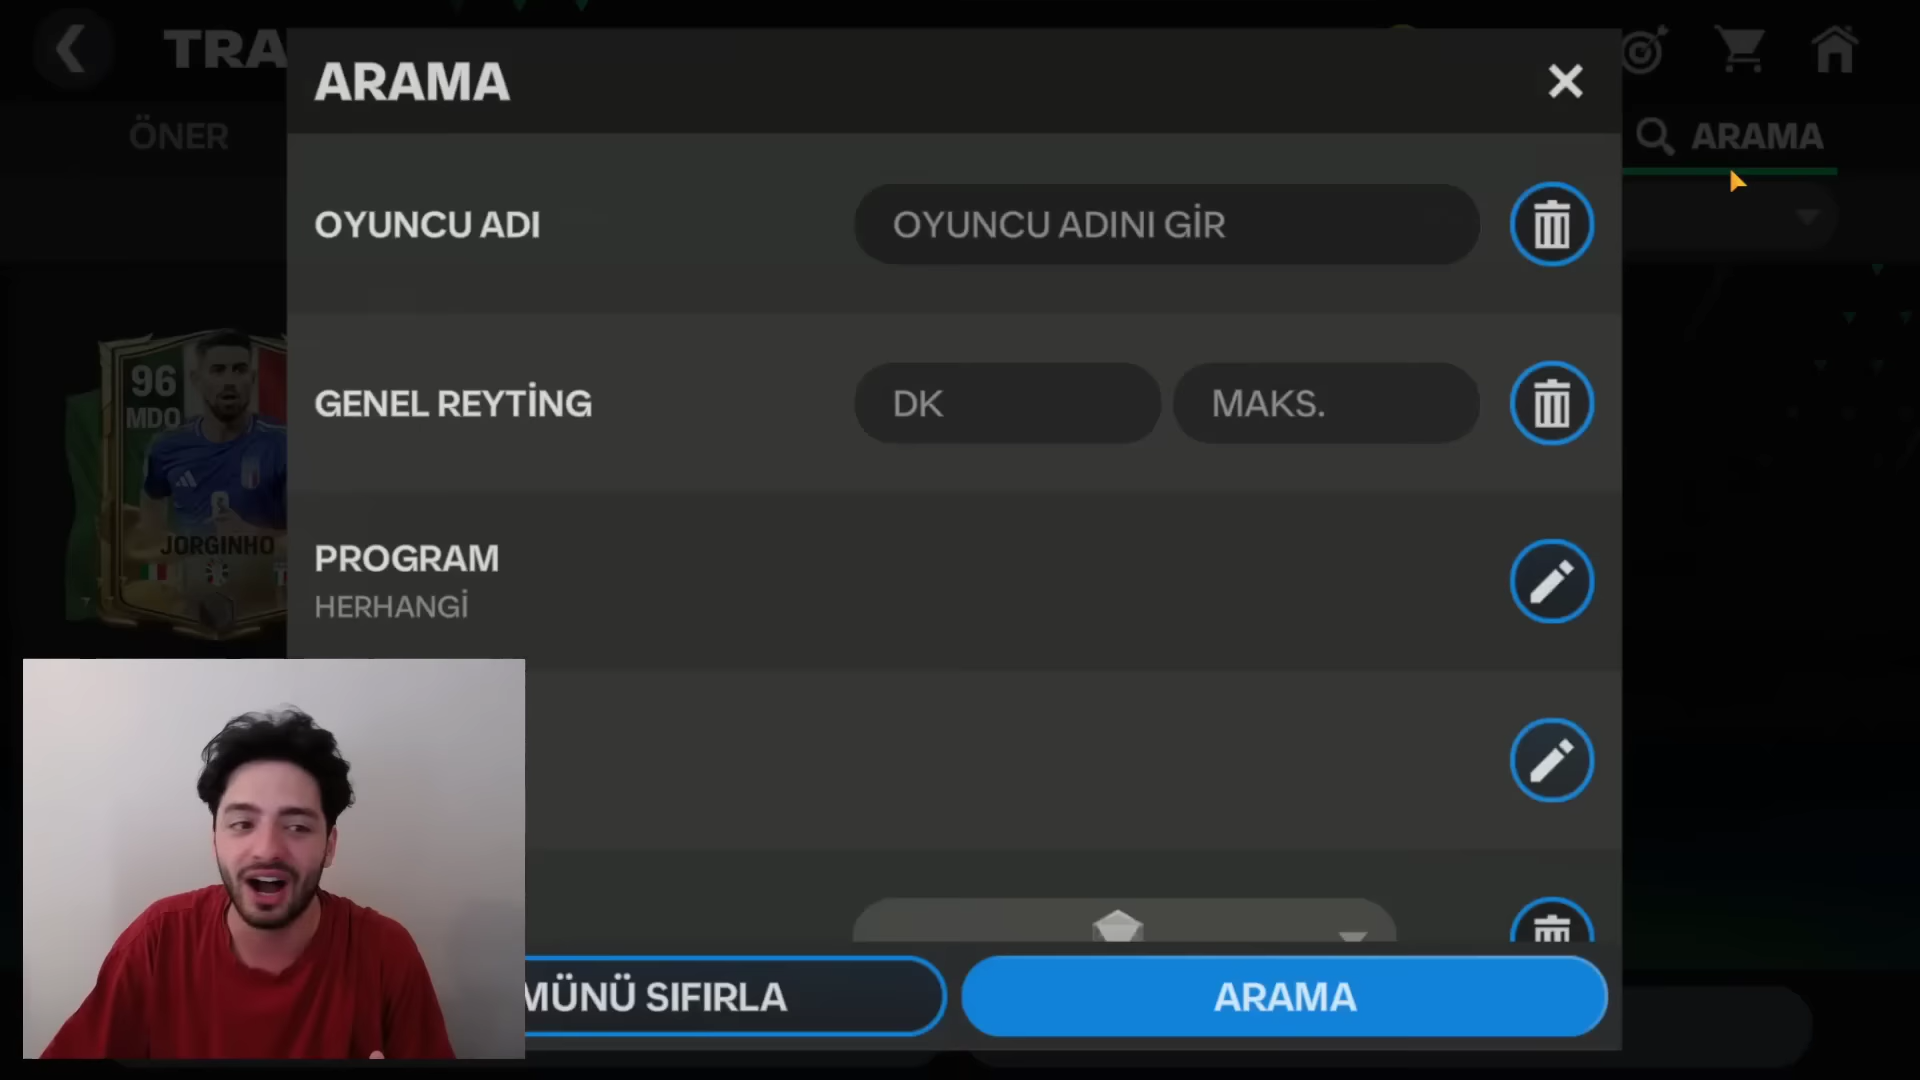 TRA
ARAMA
ÖNER
ARAMA
OYUNCU ADI
OYUNCU ADINI GİR
GENEL REYTİNG
DK
MAKS.
96
MDO
JORGINHO
PROGRAM
HERHANGİ
MÜNÜ SIFIRLA
ARAMA